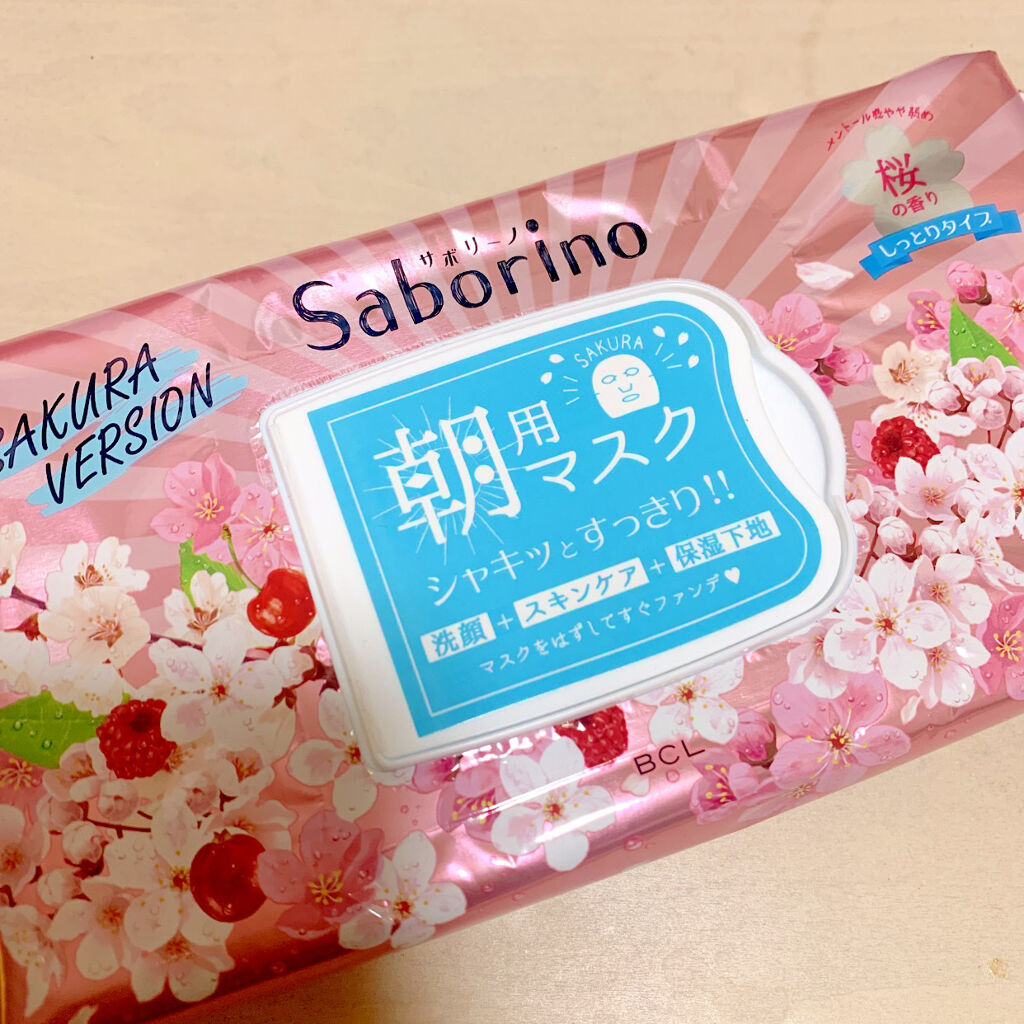 メントール感やや弱め
桜
の香り
しっとりタイプ
サボリーノ
Saborino
SAKURA
VERSION
SAKURA
朝用
マスク
シャキッとすっきり!!
洗顔+スキンケア+保湿下地
マスクをはずしてすぐファンデ♥
BCL